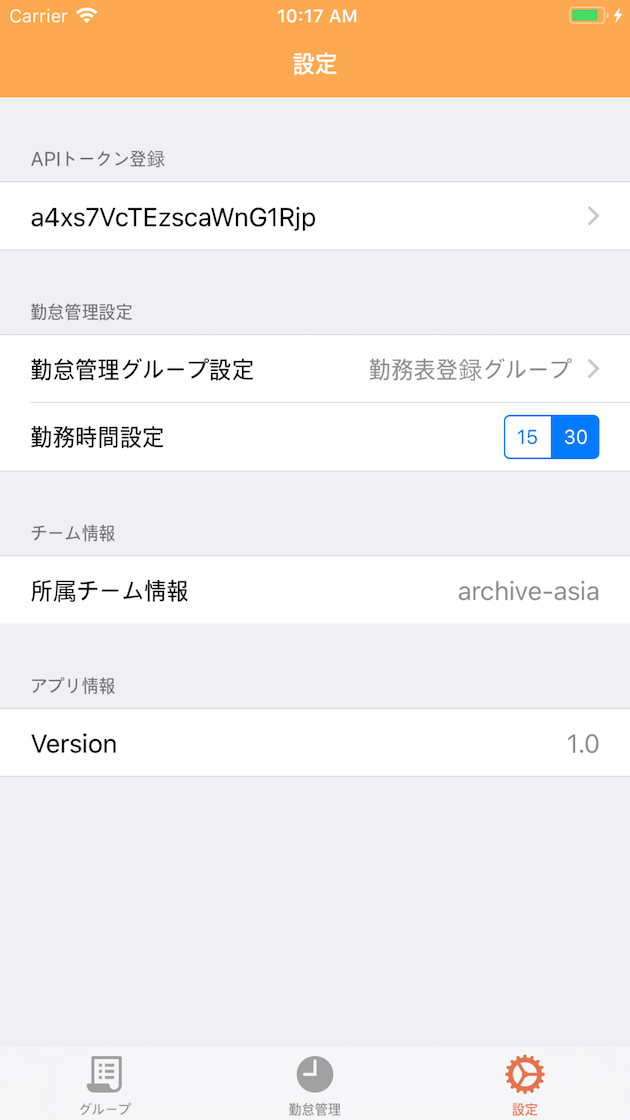 Carrier 10:17 AM
設定
APIトークン登録
a4xs7VcTEzscaWnG1Rjp
勤怠管理設定
勤怠管理グループ設定 勤務表登録グループ
勤務時間設定 15 30
チーム情報
所属チーム情報 archive-asia
アプリ情報
Version 1.0
グループ 勤怠管理 設定